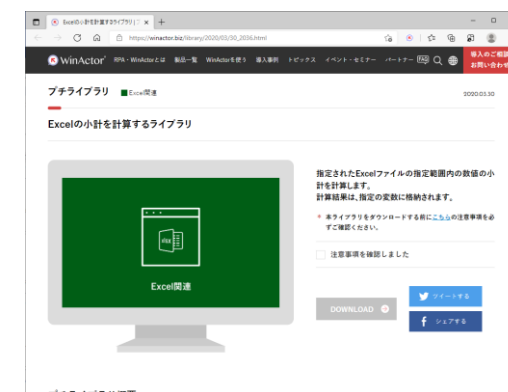 Excelの小計を計算するライブラリ | プ
https://winactor.biz/library/2020/03/30_2036.html
WinActor RPA・WinActorとは 製品一覧 WinActorを使う 導入事例 トピックス イベント・セミナー パートナー FAQ 導入のご相談
お問い合わせ
プチライブラリ Excel関連 2020.03.30
Excelの小計を計算するライブラリ
指定されたExcelファイルの指定範囲内の数値の小
計を計算します。
計算結果は、指定の変数に格納されます。
* 本ライブラリをダウンロードする前にこちらの注意事項を必
ずご確認ください。
注意事項を確認しました
Excel関連
DOWNLOAD
ツイートする
シェアする